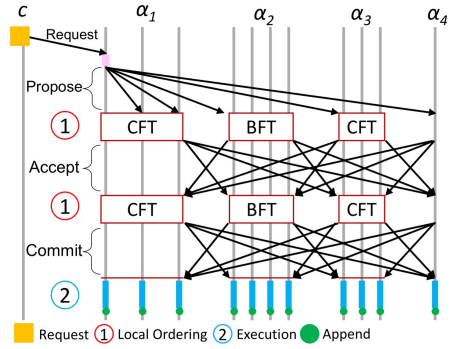 c α1 α2 α3 α4
Request
Propose
1 CFT BFT CFT
Accept
1 CFT BFT CFT
Commit
2
Request 1 Local Ordering 2 Execution Append